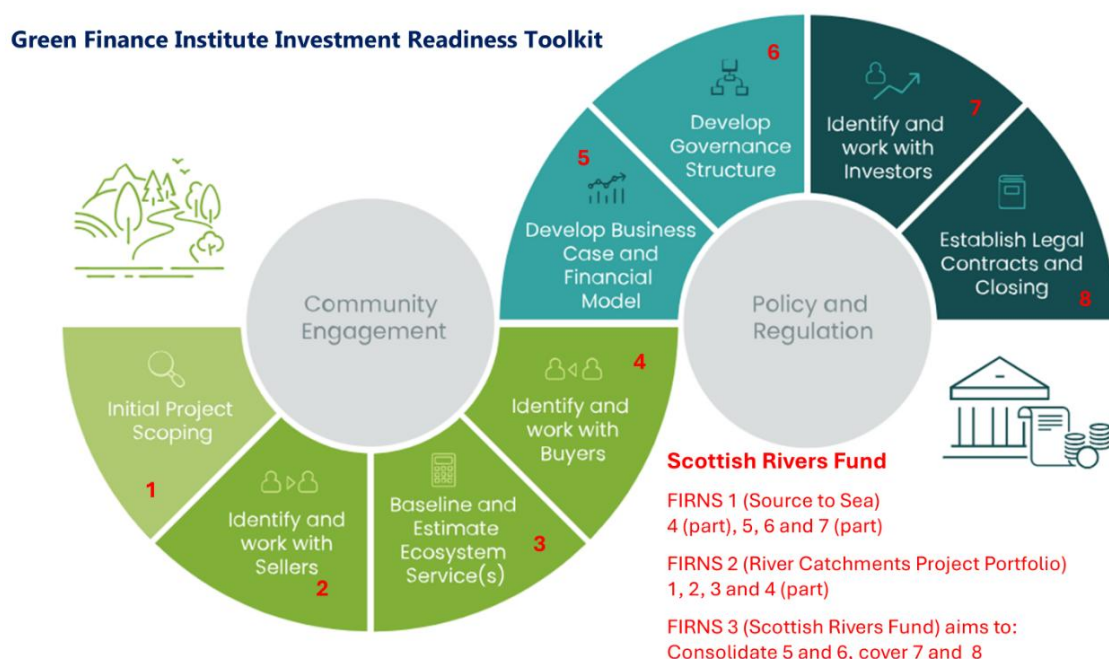 Green Finance Institute Investment Readiness Toolkit
Initial Project
Scoping
1
Identify and
work with
Sellers
2
Baseline and
Estimate
Ecosystem
Service(s)
3
4
Identify and
work with
Buyers
Community
Engagement
5
Develop Business
Case and
Financial
Model
6
Develop
Governance
Structure
7
Identify and
work with
Investors
Establish Legal
Contracts and
Closing
8
Policy and
Regulation
Scottish Rivers Fund
FIRNS 1 (Source to Sea)
4 (part), 5, 6 and 7 (part)
FIRNS 2 (River Catchments Project Portfolio)
1, 2, 3 and 4 (part)
FIRNS 3 (Scottish Rivers Fund) aims to:
Consolidate 5 and 6, cover 7 and 8